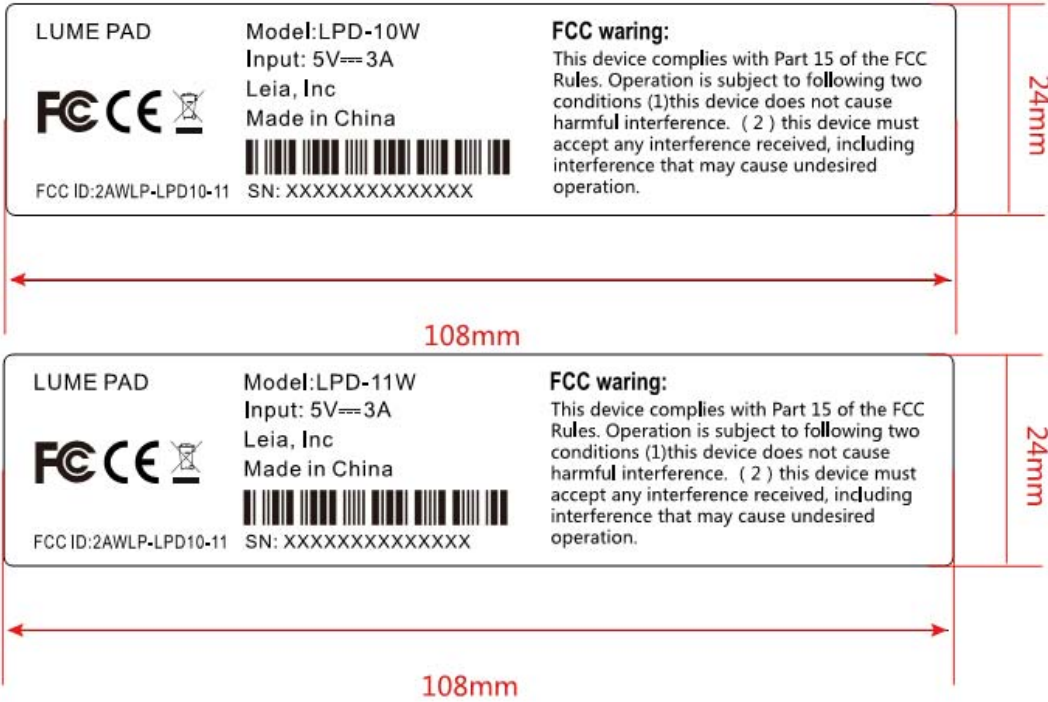 LUME PAD
FCC ID:2AWLP-LPD10-11
Model:LPD-10W
Input: 5V⎓3A
Leia, Inc
Made in China
SN: XXXXXXXXXXXXXX
FCC waring:
This device complies with Part 15 of the FCC
Rules. Operation is subject to following two
conditions (1)this device does not cause
harmful interference. ( 2 ) this device must
accept any interference received, including
interference that may cause undesired
operation.
24mm
108mm
LUME PAD
FCC ID:2AWLP-LPD10-11
Model:LPD-11W
Input: 5V⎓3A
Leia, Inc
Made in China
SN: XXXXXXXXXXXXXX
FCC waring:
This device complies with Part 15 of the FCC
Rules. Operation is subject to following two
conditions (1)this device does not cause
harmful interference. ( 2 ) this device must
accept any interference received, including
interference that may cause undesired
operation.
24mm
108mm